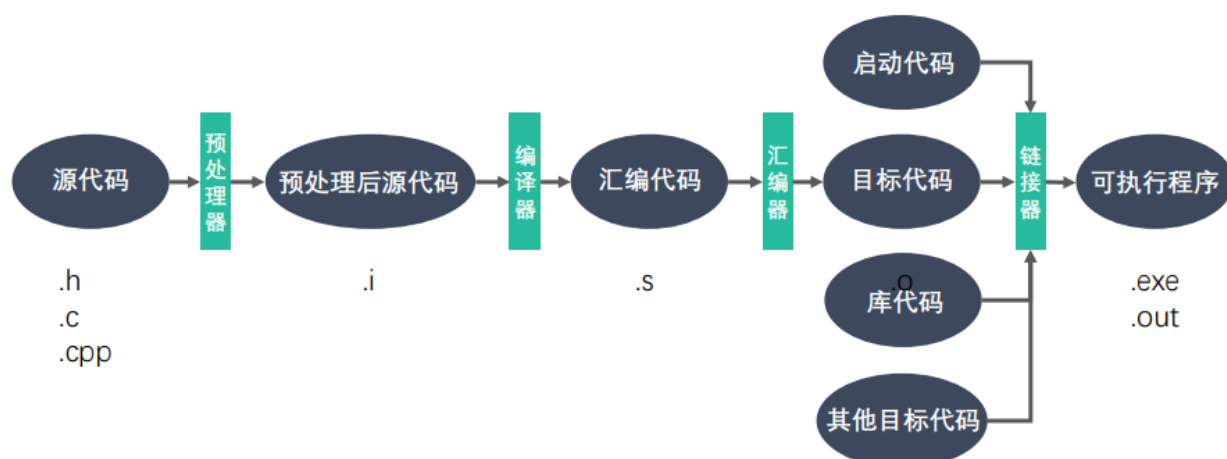 启动代码
源代码
预处理器
预处理后源代码
编译器
汇编代码
汇编器
目标代码
链接器
可执行程序
.h
.c
.cpp
.i
.s
.o
库代码
.exe
.out
其他目标代码